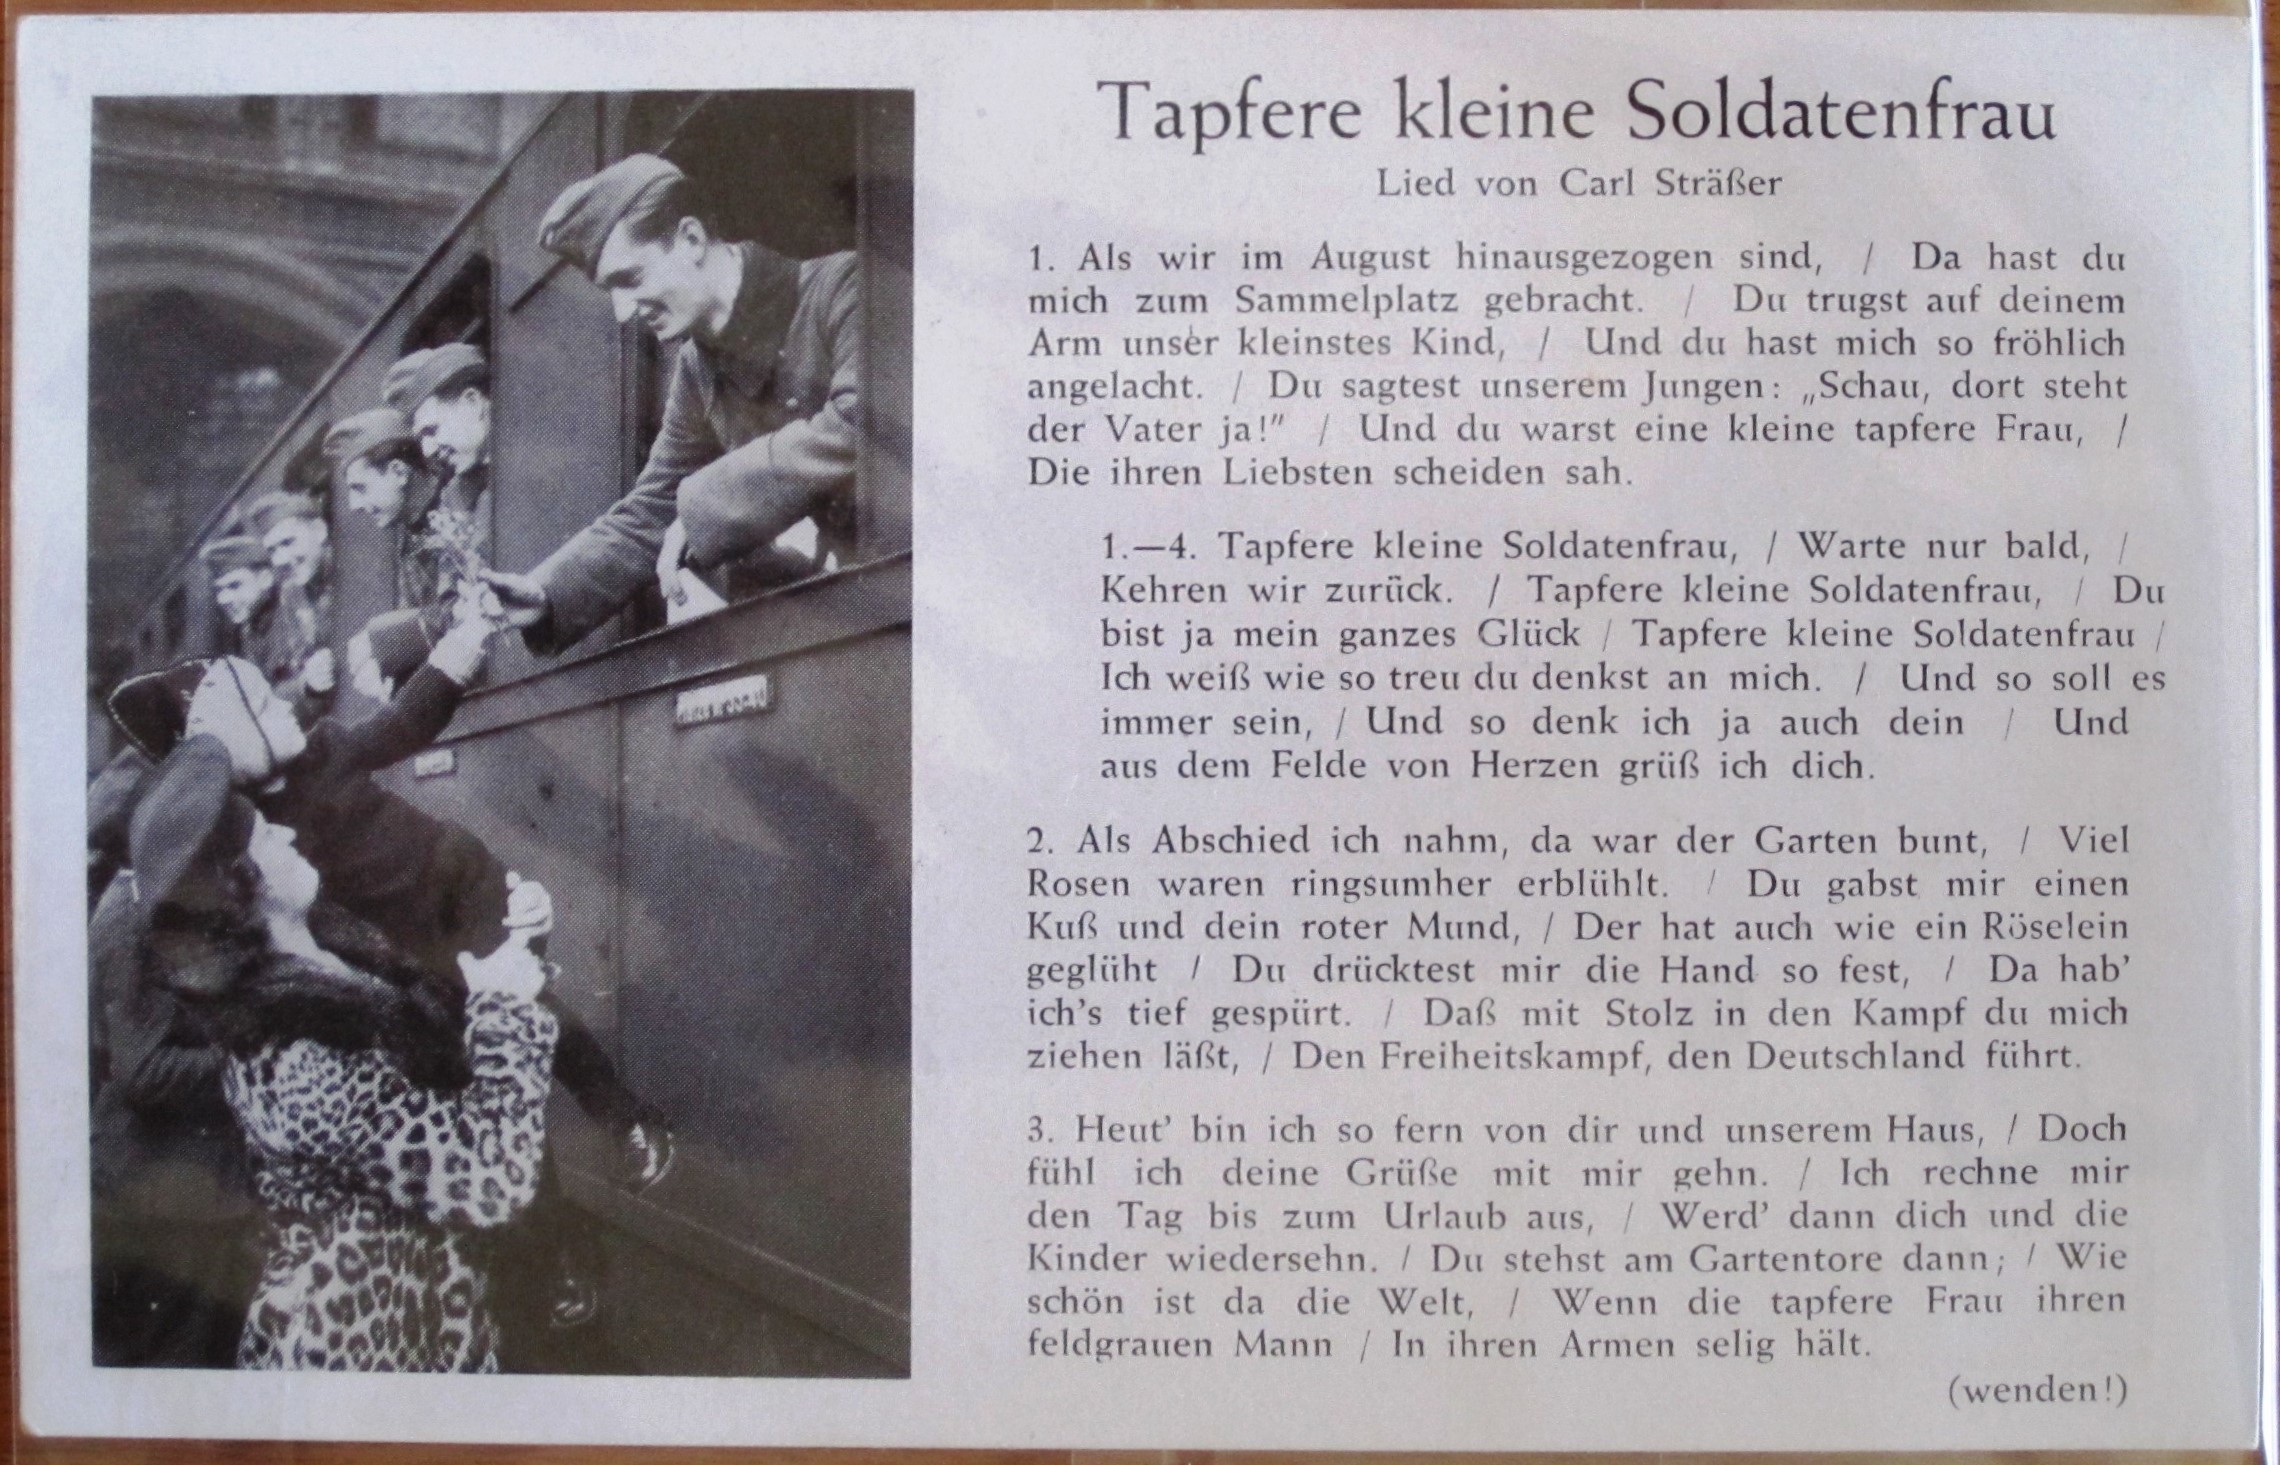 Tapfere kleine Soldatenfrau
Lied von Carl Sträßer
1. Als wir im August hinausgezogen sind, / Da hast du
mich zum Sammelplatz gebracht. / Du trugst auf deinem
Arm unser kleinstes Kind, / Und du hast mich so fröhlich
angelacht. / Du sagtest unserem Jungen: „Schau, dort steht
der Vater ja!" / Und du warst eine kleine tapfere Frau, /
Die ihren Liebsten scheiden sah.
1.—4. Tapfere kleine Soldatenfrau, / Warte nur bald, /
Kehren wir zurück. / Tapfere kleine Soldatenfrau, / Du
bist ja mein ganzes Glück / Tapfere kleine Soldatenfrau /
Ich weiß wie so treu du denkst an mich. / Und so soll es
immer sein, / Und so denk ich ja auch dein / Und
aus dem Felde von Herzen grüß ich dich.
2. Als Abschied ich nahm, da war der Garten bunt, / Viel
Rosen waren ringsumher erblühlt. / Du gabst mir einen
Kuß und dein roter Mund, / Der hat auch wie ein Röselein
geglüht / Du drücktest mir die Hand so fest, / Da hab'
ich's tief gespürt. / Daß mit Stolz in den Kampf du mich
ziehen läßt, / Den Freiheitskampf, den Deutschland führt.
3. Heut' bin ich so fern von dir und unserem Haus, / Doch
fühl ich deine Grüße mit mir gehn. / Ich rechne mir
den Tag bis zum Urlaub aus, / Werd' dann dich und die
Kinder wiedersehn. / Du stehst am Gartentore dann; / Wie
schön ist da die Welt, / Wenn die tapfere Frau ihren
feldgrauen Mann / In ihren Armen selig hält.
(wenden!)